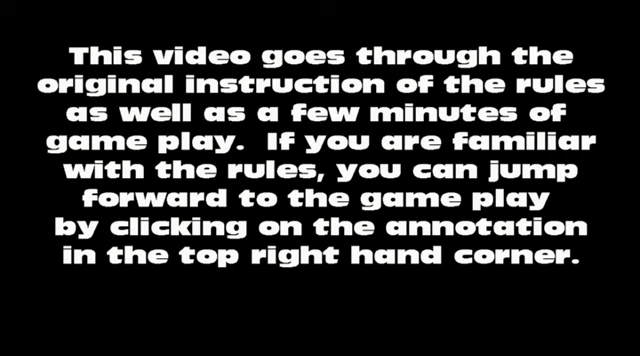 This video goes through the
original instruction of the rules
as well as a few minutes of
game play.  If you are familiar
with the rules, you can jump
forward to the game play
by clicking on the annotation
in the top right hand corner.